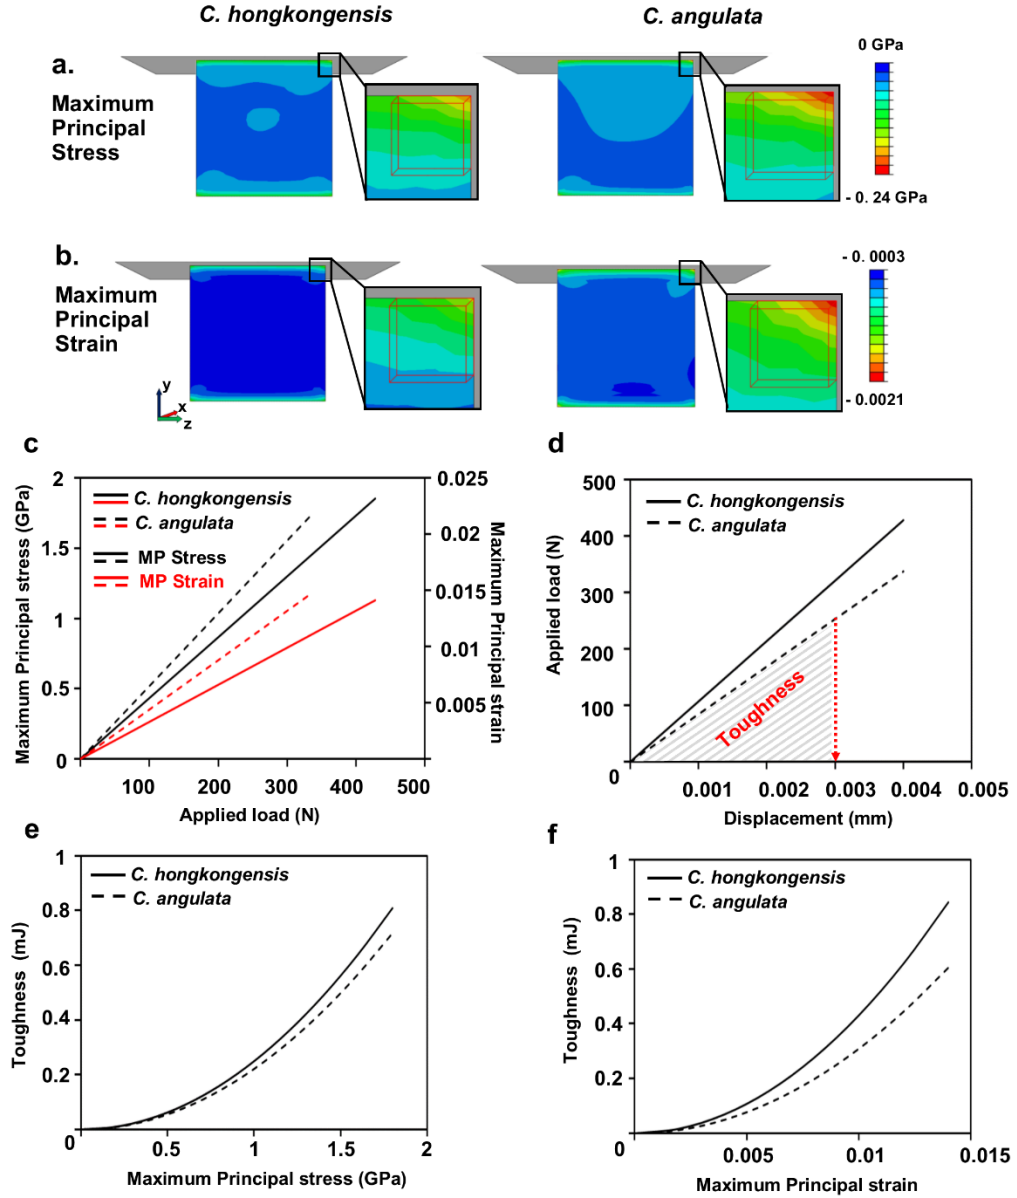 C. hongkongensis
C. angulata
a.
Maximum
Principal
Stress
0 GPa
- 0. 24 GPa
b.
Maximum
Principal
Strain
- 0. 0003
- 0.0021
y
x
z
c
Maximum Principal stress (GPa)
2
1.5
1
0.5
0
C. hongkongensis
C. angulata
MP Stress
MP Strain
0.025
0.02
0.015
0.01
0.005
Maximum Principal strain
100
200
300
400
500
Applied load (N)
d
Applied load (N)
500
400
300
200
100
0
C. hongkongensis
C. angulata
Toughness
0.001
0.002
0.003
0.004
0.005
Displacement (mm)
e
Toughness (mJ)
1
0.8
0.6
0.4
0.2
0
C. hongkongensis
C. angulata
0.5
1
1.5
2
Maximum Principal stress (GPa)
f
Toughness (mJ)
1
0.8
0.6
0.4
0.2
0
C. hongkongensis
C. angulata
0.005
0.01
0.015
Maximum Principal strain